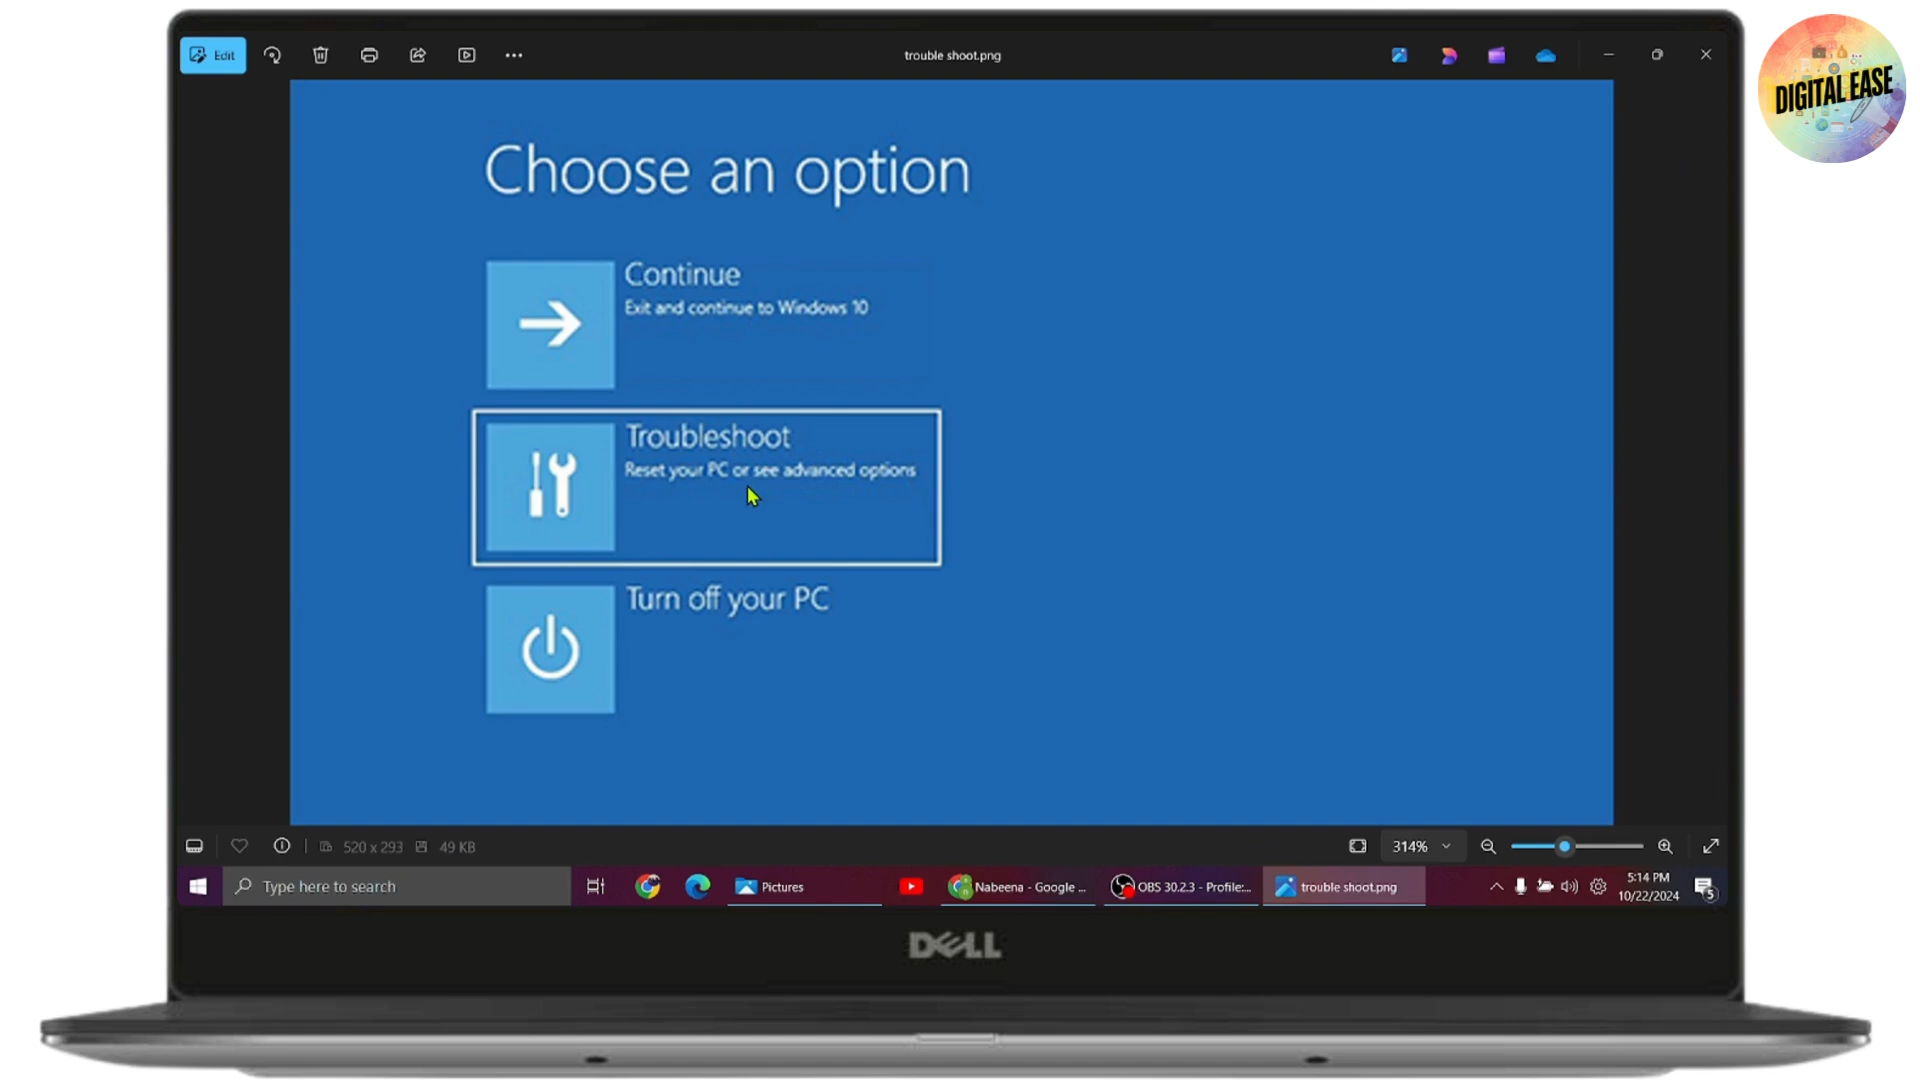 Edit
trouble shoot.png
DIGITAL EASE
Choose an option
Continue
Exit and continue to Windows 10
Troubleshoot
Reset your PC or see advanced options
Turn off your PC
520 x 293
49 KB
314%
Type here to search
Pictures
Nabeena - Google ...
OBS 30.2.3 - Profile:...
trouble shoot.png
5:14 PM
10/22/2024
5
DELL